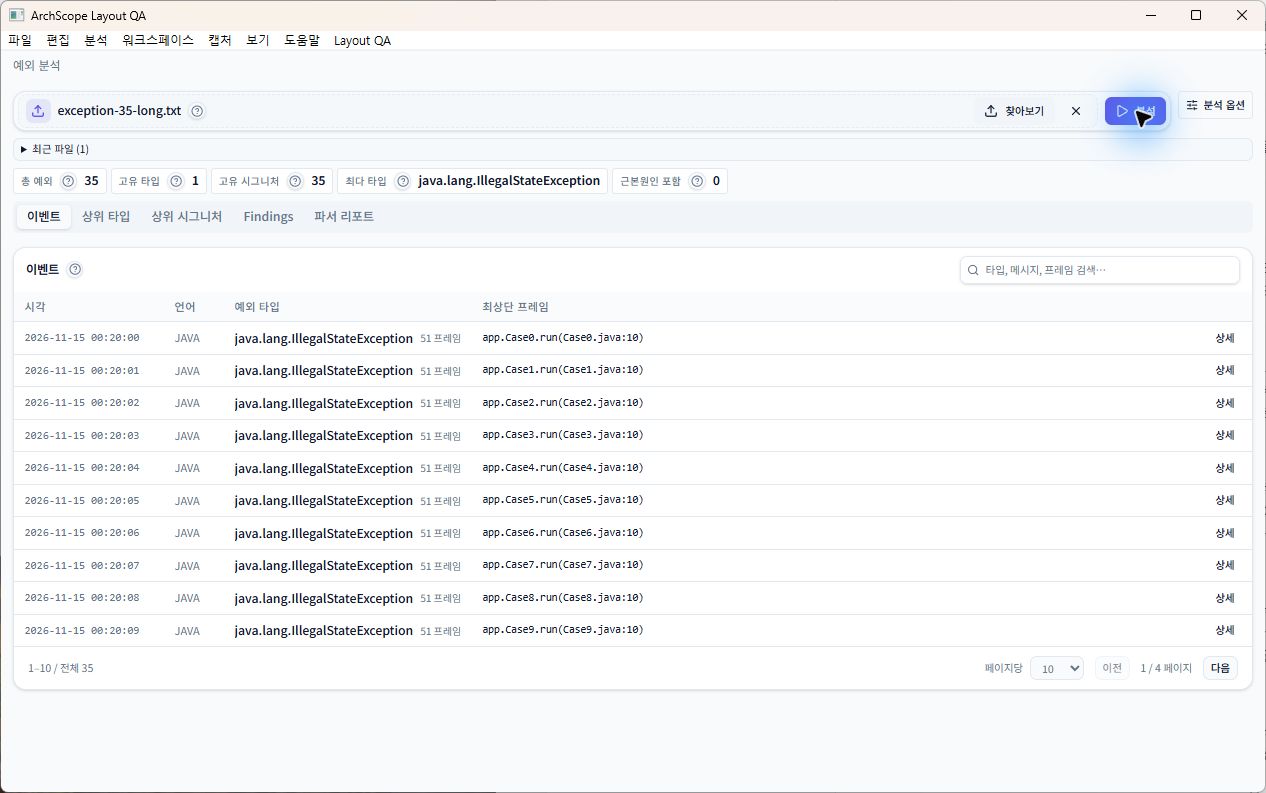 ArchScope Layout QA
파일 편집 분석 워크스페이스 캡처 보기 도움말 Layout QA
예외 분석
exception-35-long.txt 찾아보기 분석 옵션
최근 파일 (1)
총 예외 35 고유 타입 1 고유 시그니처 35 최다 타입 java.lang.IllegalStateException 근본원인 포함 0
이벤트 상위 타입 상위 시그니처 Findings 파서 리포트
이벤트 타입, 메시지, 프레임 검색…
시각 언어 예외 타입 최상단 프레임
2026-11-15 00:20:00 JAVA java.lang.IllegalStateException 51 프레임 app.Case0.run(Case0.java:10) 상세
2026-11-15 00:20:01 JAVA java.lang.IllegalStateException 51 프레임 app.Case1.run(Case1.java:10) 상세
2026-11-15 00:20:02 JAVA java.lang.IllegalStateException 51 프레임 app.Case2.run(Case2.java:10) 상세
2026-11-15 00:20:03 JAVA java.lang.IllegalStateException 51 프레임 app.Case3.run(Case3.java:10) 상세
2026-11-15 00:20:04 JAVA java.lang.IllegalStateException 51 프레임 app.Case4.run(Case4.java:10) 상세
2026-11-15 00:20:05 JAVA java.lang.IllegalStateException 51 프레임 app.Case5.run(Case5.java:10) 상세
2026-11-15 00:20:06 JAVA java.lang.IllegalStateException 51 프레임 app.Case6.run(Case6.java:10) 상세
2026-11-15 00:20:07 JAVA java.lang.IllegalStateException 51 프레임 app.Case7.run(Case7.java:10) 상세
2026-11-15 00:20:08 JAVA java.lang.IllegalStateException 51 프레임 app.Case8.run(Case8.java:10) 상세
2026-11-15 00:20:09 JAVA java.lang.IllegalStateException 51 프레임 app.Case9.run(Case9.java:10) 상세
1–10 / 전체 35 페이지당 10 이전 1 / 4 페이지 다음